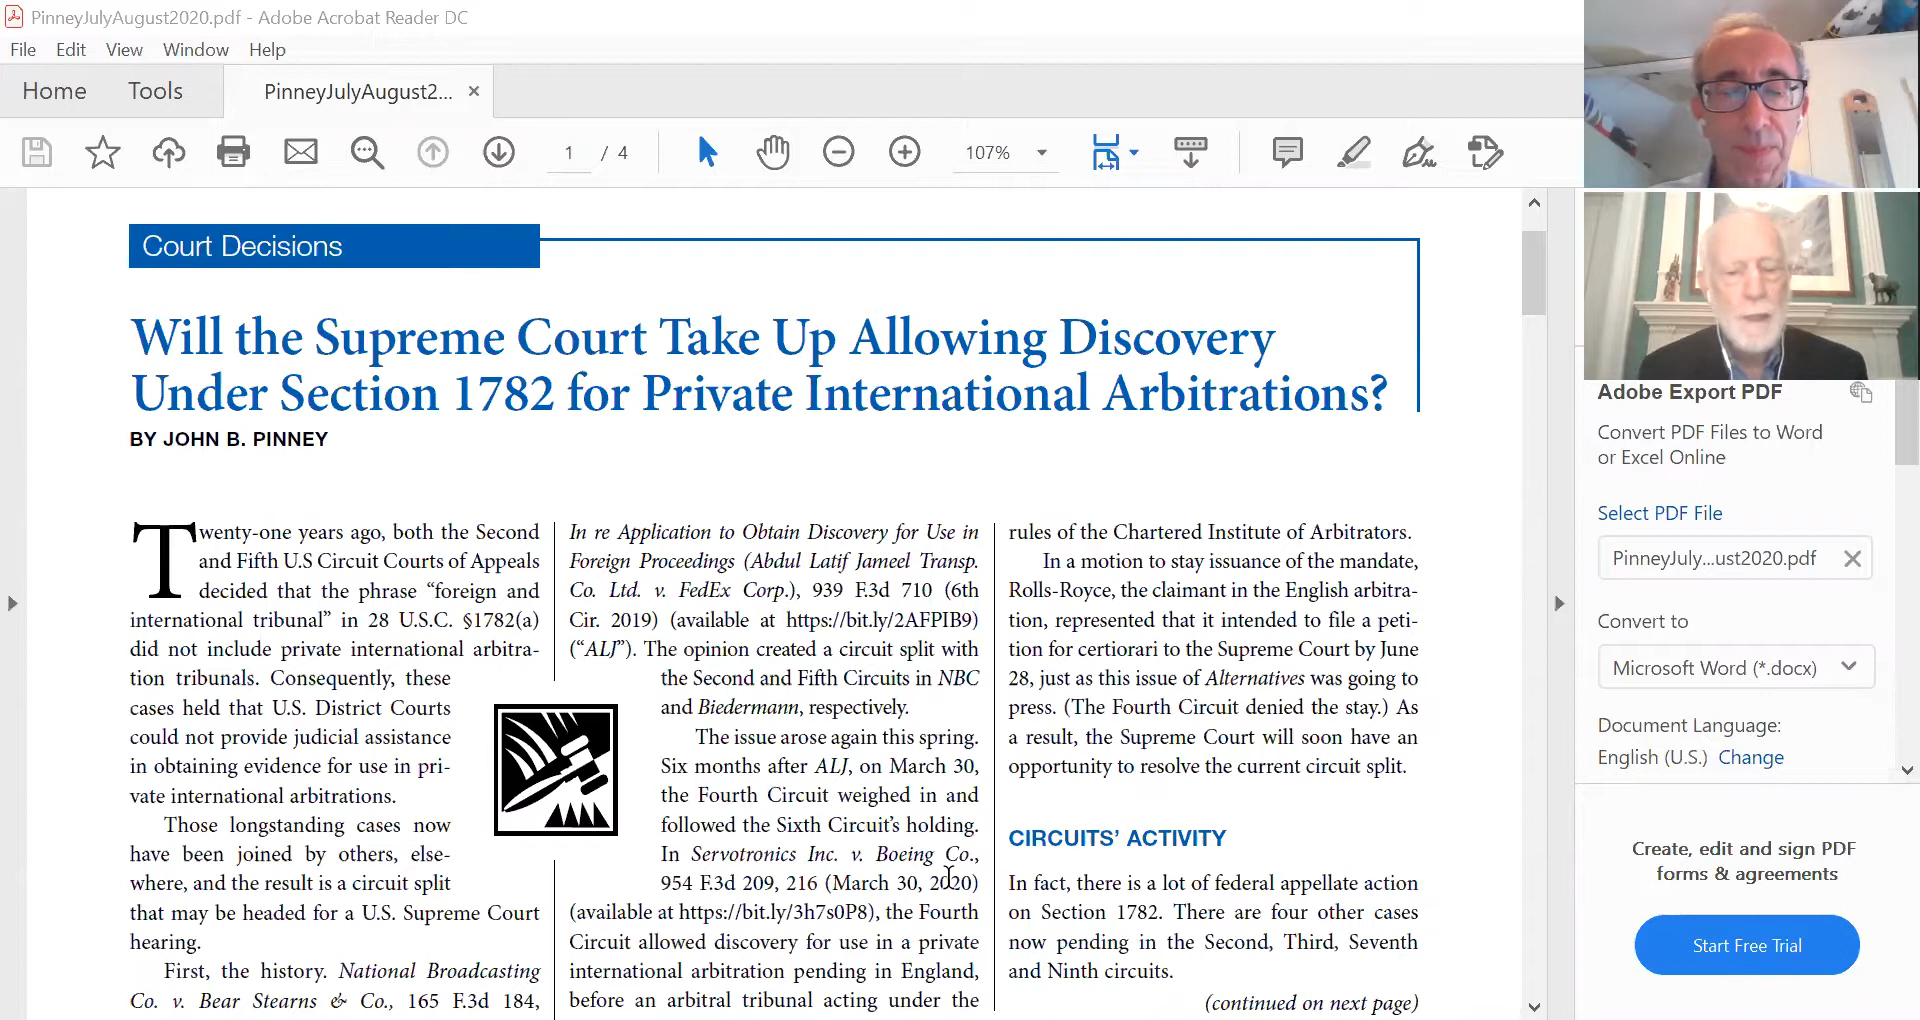 PinneyJulyAugust2020.pdf - Adobe Acrobat Reader DC
File Edit View Window Help
Home Tools PinneyJulyAugust2... ×
1 / 4 107%
Court Decisions
Will the Supreme Court Take Up Allowing Discovery
Under Section 1782 for Private International Arbitrations?
BY JOHN B. PINNEY
Twenty-one years ago, both the Second
and Fifth U.S Circuit Courts of Appeals
decided that the phrase “foreign and
international tribunal” in 28 U.S.C. §1782(a)
did not include private international arbitra-
tion tribunals. Consequently, these
cases held that U.S. District Courts
could not provide judicial assistance
in obtaining evidence for use in pri-
vate international arbitrations.
Those longstanding cases now
have been joined by others, else-
where, and the result is a circuit split
that may be headed for a U.S. Supreme Court
hearing.
First, the history. National Broadcasting
Co. v. Bear Stearns & Co., 165 F.3d 184,
In re Application to Obtain Discovery for Use in
Foreign Proceedings (Abdul Latif Jameel Transp.
Co. Ltd. v. FedEx Corp.), 939 F.3d 710 (6th
Cir. 2019) (available at https://bit.ly/2AFPIB9)
(“ALJ”). The opinion created a circuit split with
the Second and Fifth Circuits in NBC
and Biedermann, respectively.
The issue arose again this spring.
Six months after ALJ, on March 30,
the Fourth Circuit weighed in and
followed the Sixth Circuit’s holding.
In Servotronics Inc. v. Boeing Co.,
954 F.3d 209, 216 (March 30, 2020)
(available at https://bit.ly/3h7s0P8), the Fourth
Circuit allowed discovery for use in a private
international arbitration pending in England,
before an arbitral tribunal acting under the
rules of the Chartered Institute of Arbitrators.
In a motion to stay issuance of the mandate,
Rolls-Royce, the claimant in the English arbitra-
tion, represented that it intended to file a peti-
tion for certiorari to the Supreme Court by June
28, just as this issue of Alternatives was going to
press. (The Fourth Circuit denied the stay.) As
a result, the Supreme Court will soon have an
opportunity to resolve the current circuit split.
CIRCUITS’ ACTIVITY
In fact, there is a lot of federal appellate action
on Section 1782. There are four other cases
now pending in the Second, Third, Seventh
and Ninth circuits.
(continued on next page)
Adobe Export PDF
Convert PDF Files to Word
or Excel Online
Select PDF File
PinneyJuly...ust2020.pdf
Convert to
Microsoft Word (*.docx)
Document Language:
English (U.S.) Change
Create, edit and sign PDF
forms & agreements
Start Free Trial